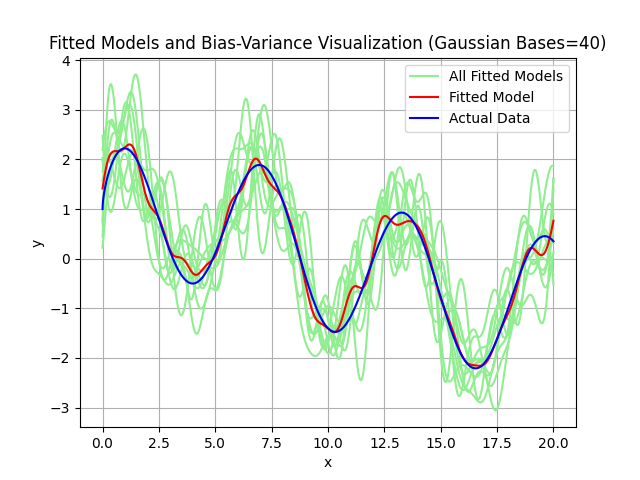 Fitted Models and Bias-Variance Visualization (Gaussian Bases=40)
All Fitted Models
Fitted Model
Actual Data
4
3
2
1
0
−1
−2
−3
y
0.0 2.5 5.0 7.5 10.0 12.5 15.0 17.5 20.0
x